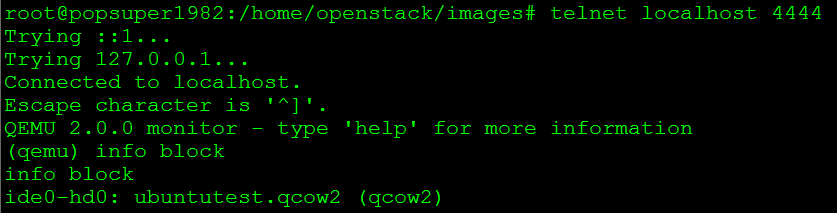 root@popsuper1982:/home/openstack/images# telnet localhost 4444
Trying ::1...
Trying 127.0.0.1...
Connected to localhost.
Escape character is '^]'.
QEMU 2.0.0 monitor - type 'help' for more information
(qemu) info block
info block
ide0-hd0: ubuntutest.qcow2 (qcow2)